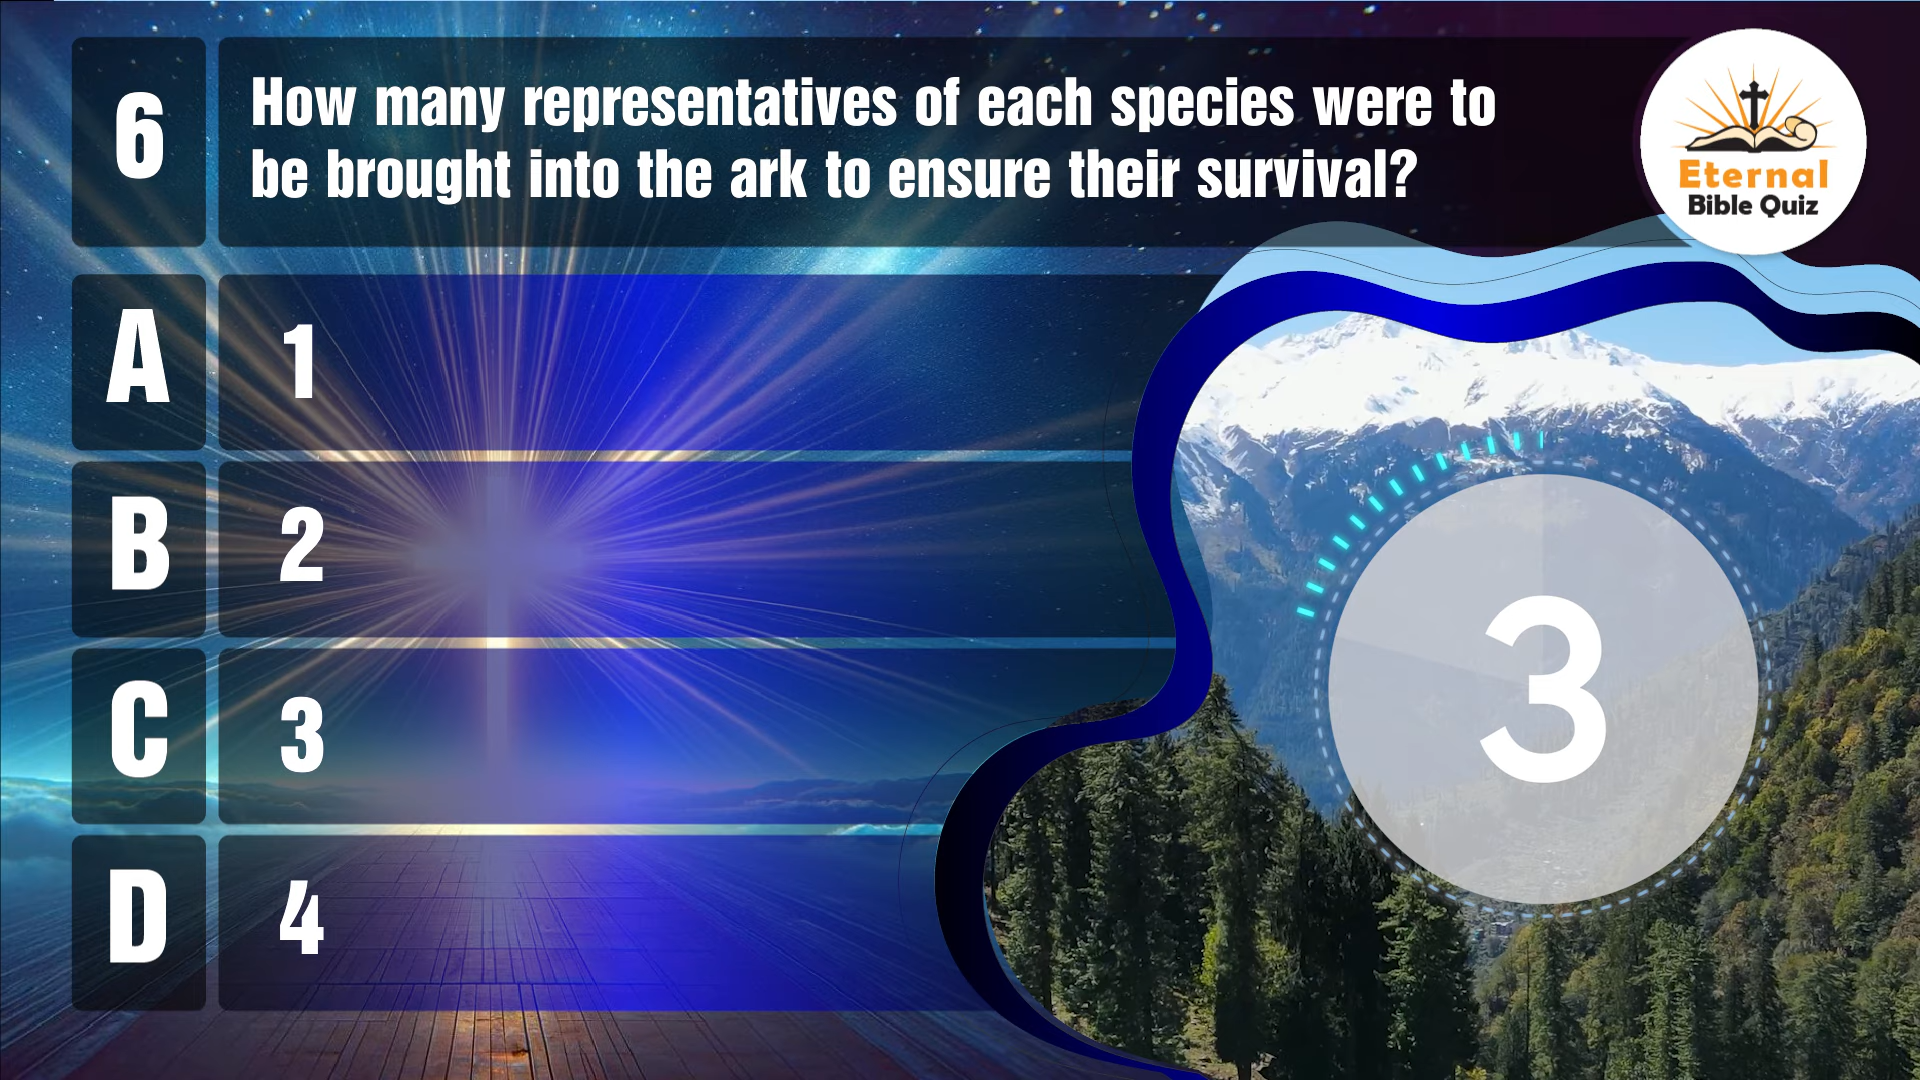 6
How many representatives of each species were to
be brought into the ark to ensure their survival?
Eternal
Bible Quiz
A
1
B
2
C
3
D
4
3